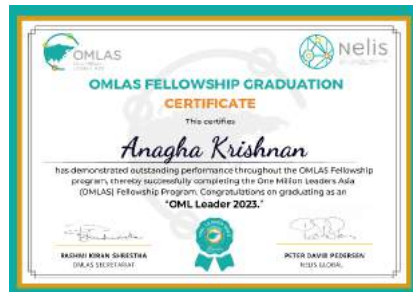 OMLAS
Nelis
OMLAS FELLOWSHIP GRADUATION
CERTIFICATE
This certifies
Anagha Krishnan
has demonstrated outstanding performance throughout the OMLAS Fellowship
program, thereby successfully completing the One Million Leaders Asia
(OMLAS) Fellowship Program. Congratulations on graduating as an
"OML Leader 2023."
RASHMI KIRAN SHRESTHA
OMLAS SECRETARIAT
PETER DAVID PEDERSEN
NELIS GLOBAL